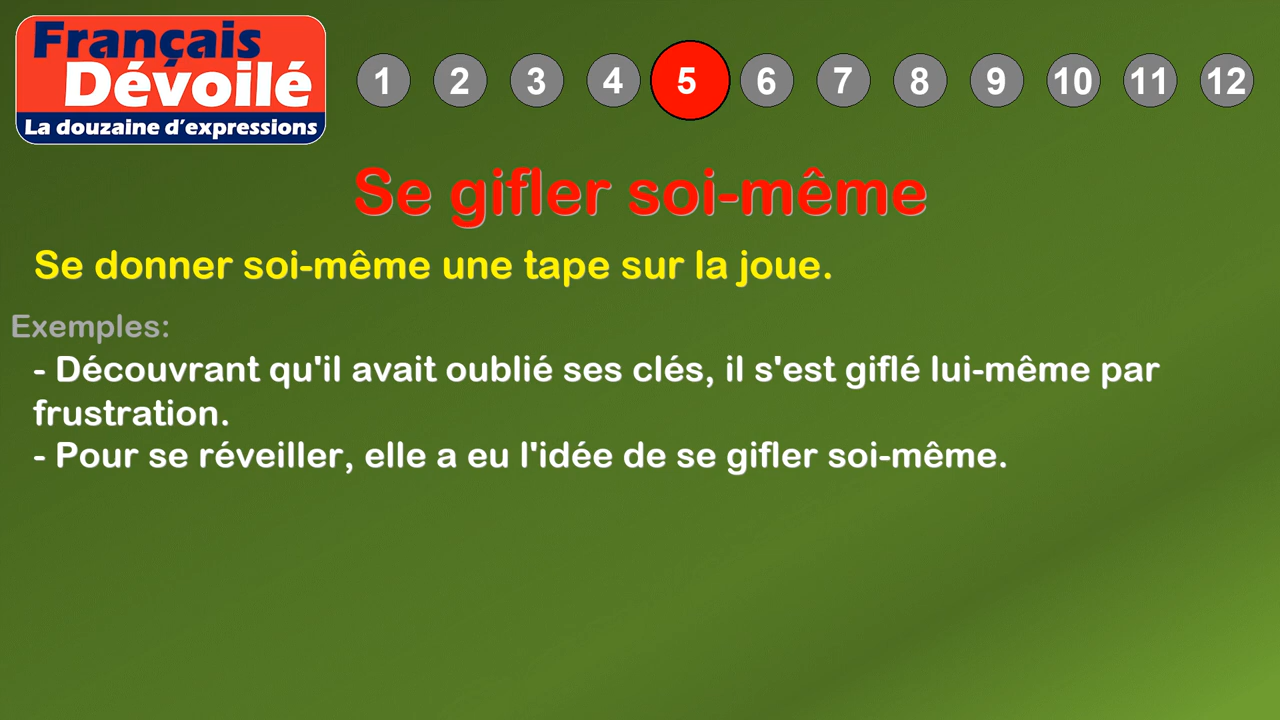 Français
Dévoilé
La douzaine d'expressions
1 2 3 4 5 6 7 8 9 10 11 12
Se gifler soi-même
Se donner soi-même une tape sur la joue.
Exemples:
- Découvrant qu'il avait oublié ses clés, il s'est giflé lui-même par
frustration.
- Pour se réveiller, elle a eu l'idée de se gifler soi-même.